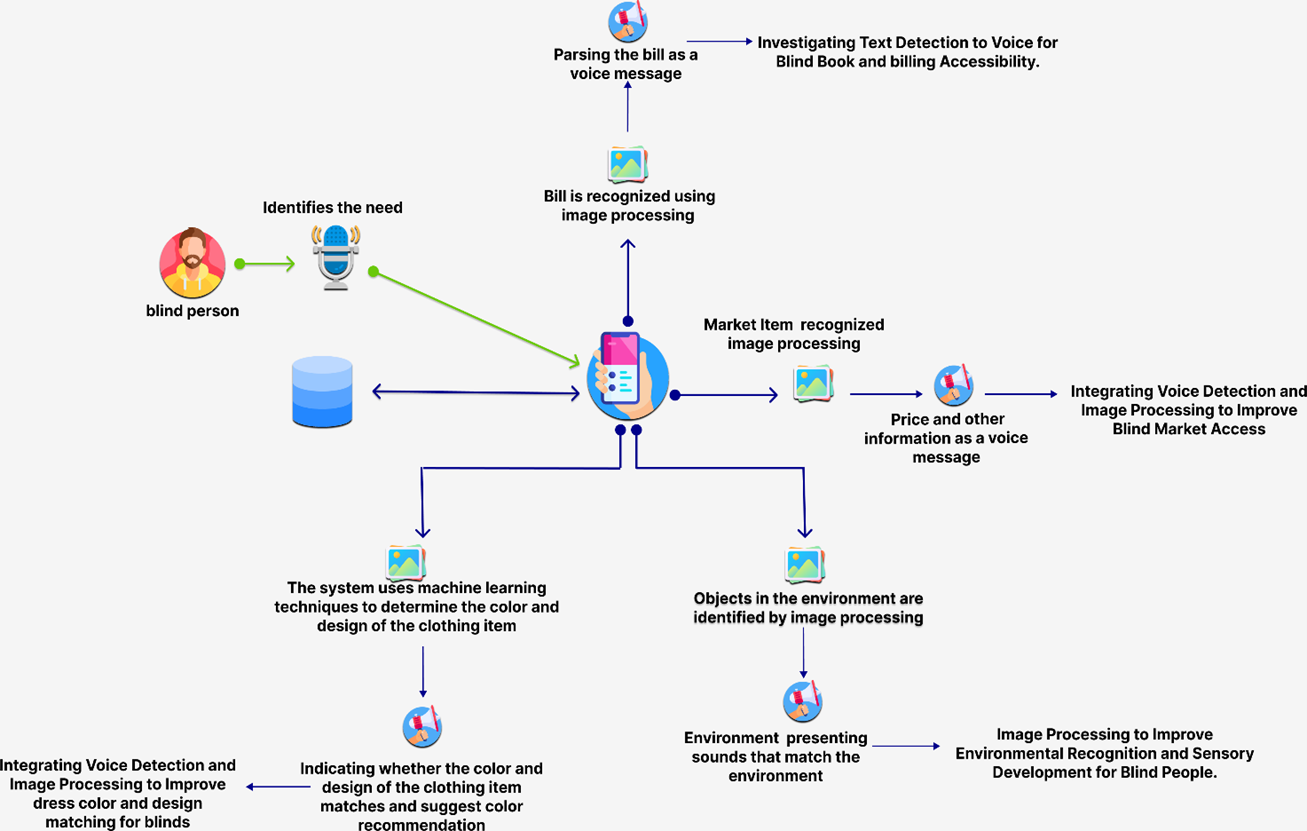 Parsing the bill as a
voice message
Investigating Text Detection to Voice for
Blind Book and billing Accessibility.
Bill is recognized using
image processing
Identifies the need
blind person
Market Item recognized
image processing
Price and other
information as a voice
message
Integrating Voice Detection and
Image Processing to Improve
Blind Market Access
The system uses machine learning
techniques to determine the color and
design of the clothing item
Objects in the environment are
identified by image processing
Indicating whether the color and
design of the clothing item
matches and suggest color
recommendation
Integrating Voice Detection and
Image Processing to Improve
dress color and design
matching for blinds
Environment presenting
sounds that match the
environment
Image Processing to Improve
Environmental Recognition and Sensory
Development for Blind People.